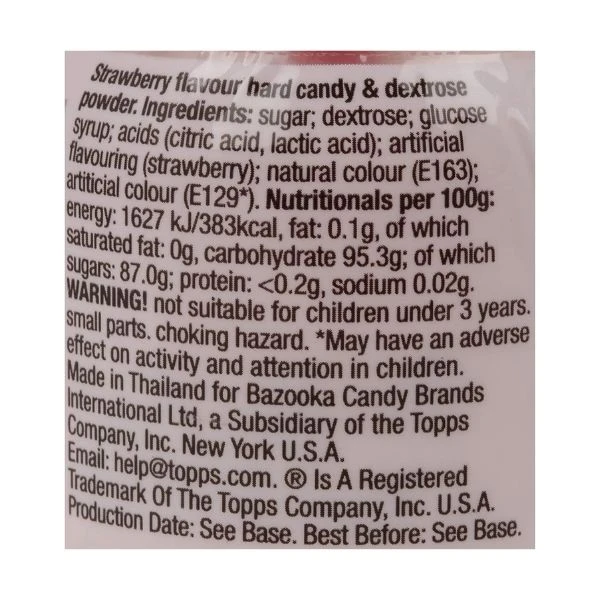 Strawberry flavour hard candy & dextrose
powder. Ingredients: sugar; dextrose; glucose
syrup; acids (citric acid, lactic acid); artificial
flavouring (strawberry); natural colour (E163);
artiticial colour (E129*). Nutritionals per 100g:
energy: 1627 kJ/383kcal, fat: 0.1g, of which
saturated fat: 0g, carbohydrate 95.3g; of which
sugars: 87.0g; protein: <0.2g, sodium 0.02g.
WARNING! not suitable for children under 3 years.
small parts. choking hazard. *May have an adverse
effect on activity and attention in children.
Made in Thailand for Bazooka Candy Brands
International Ltd, a Subsidiary of the Topps
Company, Inc. New York U.S.A.
Email: help@topps.com. ® Is A Registered
Trademark Of The Topps Company, Inc. U.S.A.
Production Date: See Base. Best Before: See Base.